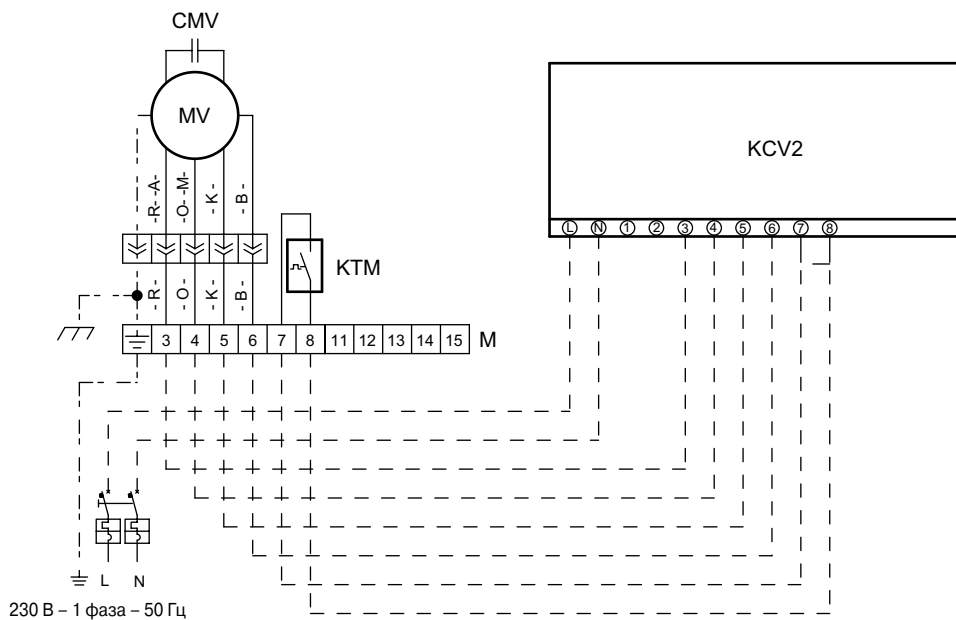 CMV
MV
KCV2
-R- -A-
-O- -M-
- K -
- B -
L N 1 2 3 4 5 6 7 8
KTM
- R -
- O -
- K -
- B -
3 4 5 6 7 8 11 12 13 14 15 M
L N
230 В – 1 фаза – 50 Гц